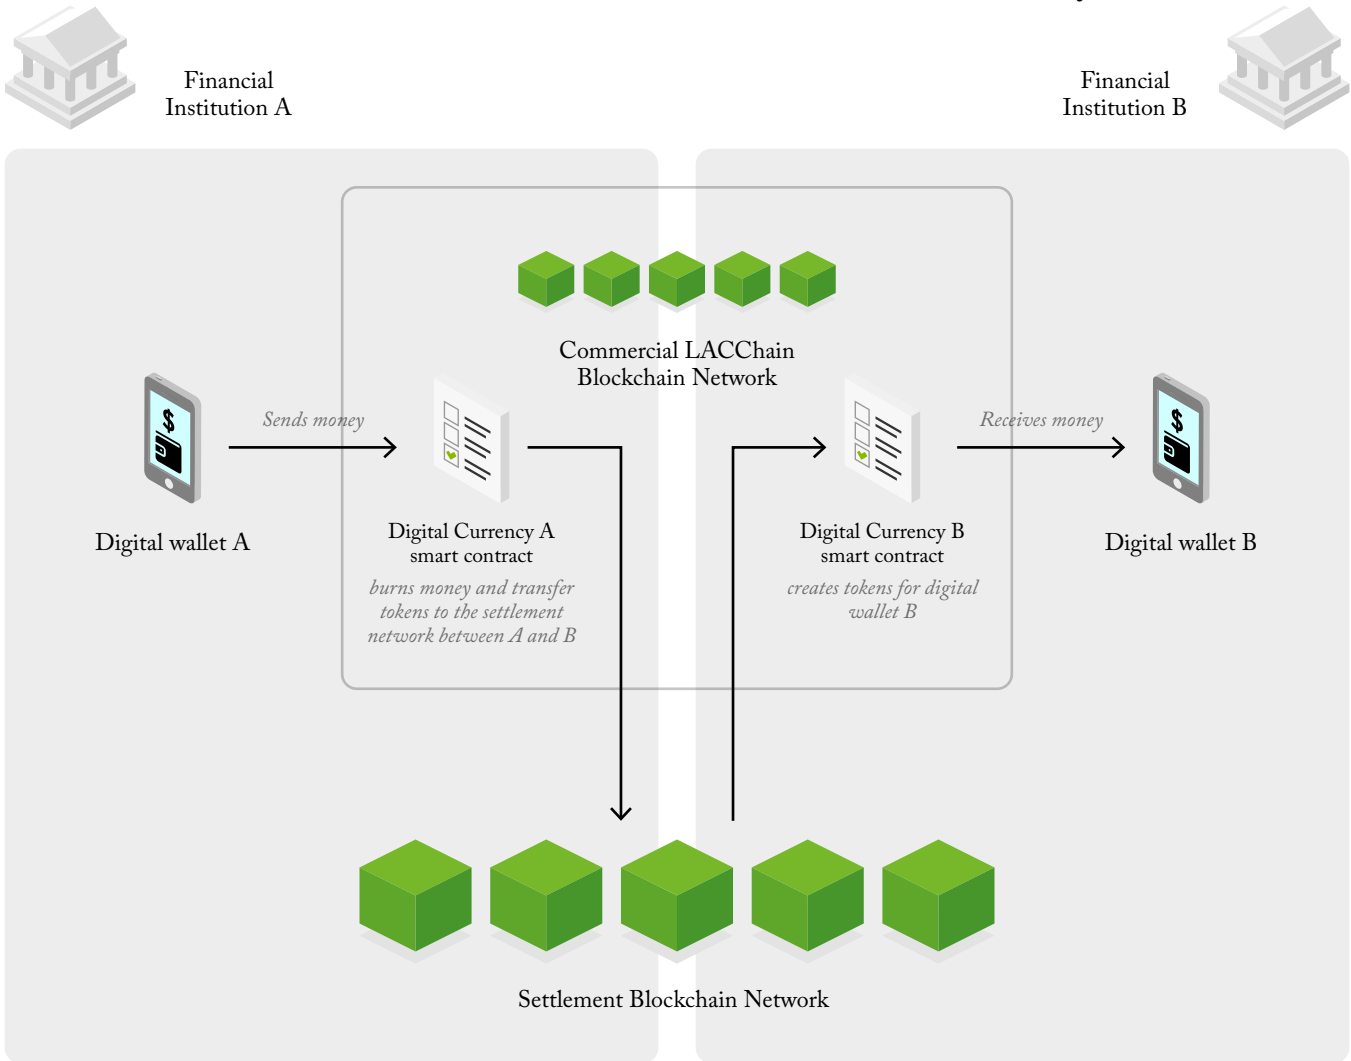 Financial
Institution A
Financial
Institution B
Commercial LACChain
Blockchain Network
Sends money
Receives money
Digital wallet A
Digital Currency A
smart contract
burns money and transfer
tokens to the settlement
network between A and B
Digital Currency B
smart contract
creates tokens for digital
wallet B
Digital wallet B
Settlement Blockchain Network